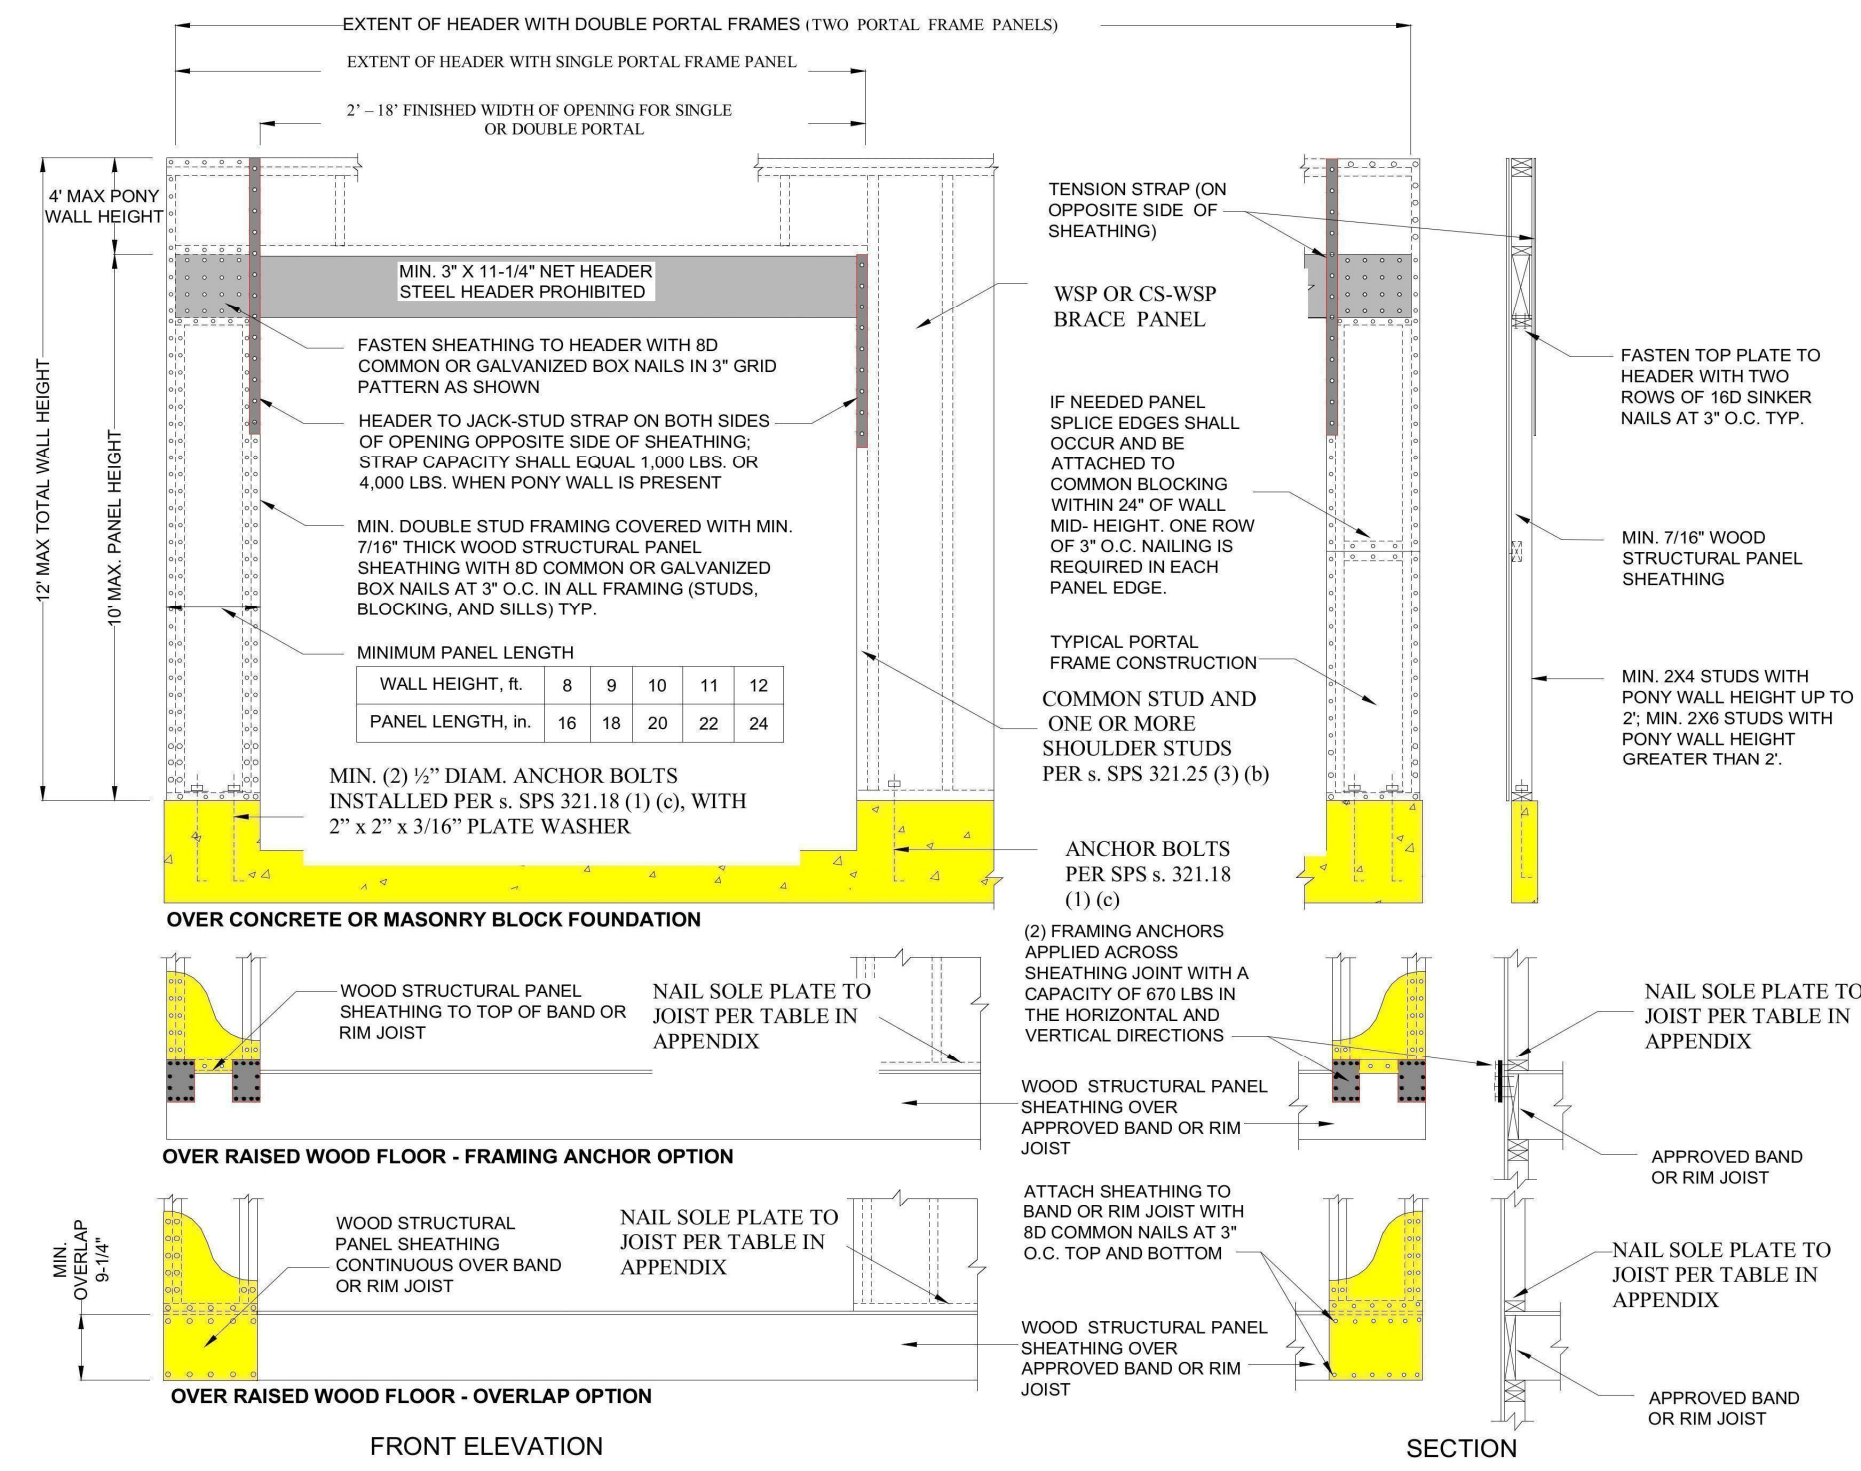 EXTENT OF HEADER WITH DOUBLE PORTAL FRAMES (TWO PORTAL FRAME PANELS)
EXTENT OF HEADER WITH SINGLE PORTAL FRAME PANEL
2’ – 18’ FINISHED WIDTH OF OPENING FOR SINGLE
OR DOUBLE PORTAL
4' MAX PONY
WALL HEIGHT
12' MAX TOTAL WALL HEIGHT
10' MAX. PANEL HEIGHT
MIN. 3" X 11-1/4" NET HEADER
STEEL HEADER PROHIBITED
FASTEN SHEATHING TO HEADER WITH 8D
COMMON OR GALVANIZED BOX NAILS IN 3" GRID
PATTERN AS SHOWN
HEADER TO JACK-STUD STRAP ON BOTH SIDES
OF OPENING OPPOSITE SIDE OF SHEATHING;
STRAP CAPACITY SHALL EQUAL 1,000 LBS. OR
4,000 LBS. WHEN PONY WALL IS PRESENT
MIN. DOUBLE STUD FRAMING COVERED WITH MIN.
7/16" THICK WOOD STRUCTURAL PANEL
SHEATHING WITH 8D COMMON OR GALVANIZED
BOX NAILS AT 3" O.C. IN ALL FRAMING (STUDS,
BLOCKING, AND SILLS) TYP.
MINIMUM PANEL LENGTH
WALL HEIGHT, ft. 8 9 10 11 12
PANEL LENGTH, in. 16 18 20 22 24
MIN. (2) ½” DIAM. ANCHOR BOLTS
INSTALLED PER s. SPS 321.18 (1) (c), WITH
2” x 2” x 3/16” PLATE WASHER
TENSION STRAP (ON
OPPOSITE SIDE OF
SHEATHING)
WSP OR CS-WSP
BRACE PANEL
IF NEEDED PANEL
SPLICE EDGES SHALL
OCCUR AND BE
ATTACHED TO
COMMON BLOCKING
WITHIN 24" OF WALL
MID- HEIGHT. ONE ROW
OF 3" O.C. NAILING IS
REQUIRED IN EACH
PANEL EDGE.
TYPICAL PORTAL
FRAME CONSTRUCTION
COMMON STUD AND
ONE OR MORE
SHOULDER STUDS
PER s. SPS 321.25 (3) (b)
ANCHOR BOLTS
PER SPS s. 321.18
(1) (c)
FASTEN TOP PLATE TO
HEADER WITH TWO
ROWS OF 16D SINKER
NAILS AT 3" O.C. TYP.
MIN. 7/16" WOOD
STRUCTURAL PANEL
SHEATHING
MIN. 2X4 STUDS WITH
PONY WALL HEIGHT UP TO
2'; MIN. 2X6 STUDS WITH
PONY WALL HEIGHT
GREATER THAN 2'.
OVER CONCRETE OR MASONRY BLOCK FOUNDATION
WOOD STRUCTURAL PANEL
SHEATHING TO TOP OF BAND OR
RIM JOIST
NAIL SOLE PLATE TO
JOIST PER TABLE IN
APPENDIX
(2) FRAMING ANCHORS
APPLIED ACROSS
SHEATHING JOINT WITH A
CAPACITY OF 670 LBS IN
THE HORIZONTAL AND
VERTICAL DIRECTIONS
WOOD STRUCTURAL PANEL
SHEATHING OVER
APPROVED BAND OR RIM
JOIST
NAIL SOLE PLATE TO
JOIST PER TABLE IN
APPENDIX
APPROVED BAND
OR RIM JOIST
OVER RAISED WOOD FLOOR - FRAMING ANCHOR OPTION
MIN.
OVERLAP
9-1/4"
WOOD STRUCTURAL
PANEL SHEATHING
CONTINUOUS OVER BAND
OR RIM JOIST
NAIL SOLE PLATE TO
JOIST PER TABLE IN
APPENDIX
ATTACH SHEATHING TO
BAND OR RIM JOIST WITH
8D COMMON NAILS AT 3"
O.C. TOP AND BOTTOM
WOOD STRUCTURAL PANEL
SHEATHING OVER
APPROVED BAND OR RIM
JOIST
NAIL SOLE PLATE TO
JOIST PER TABLE IN
APPENDIX
APPROVED BAND
OR RIM JOIST
OVER RAISED WOOD FLOOR - OVERLAP OPTION
FRONT ELEVATION
SECTION